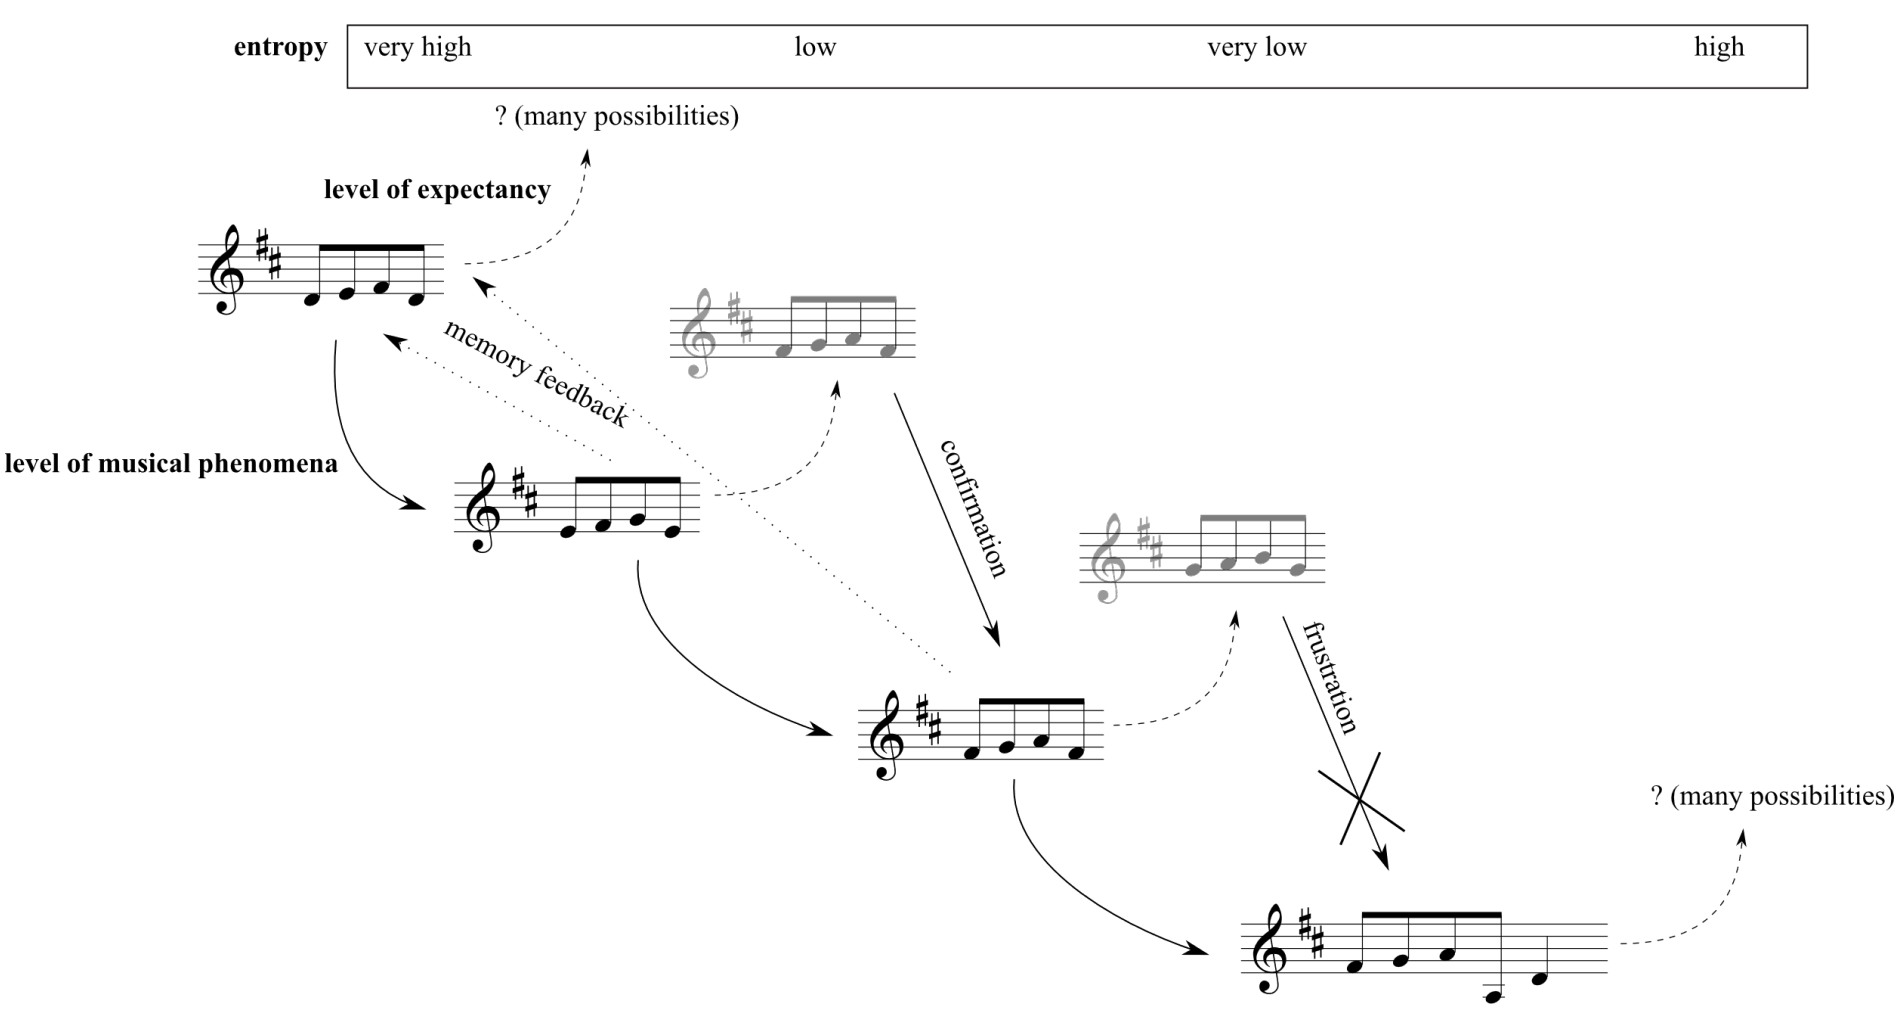 entropy very high low very low high
? (many possibilities)
level of expectancy
memory feedback
level of musical phenomena
confirmation
frustration
? (many possibilities)